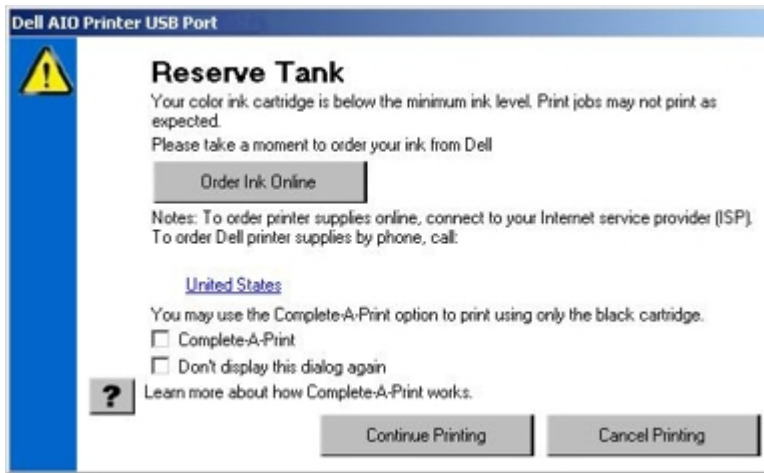 Dell AIO Printer USB Port
Reserve Tank
Your color ink cartridge is below the minimum ink level. Print jobs may not print as
expected.
Please take a moment to order your ink from Dell
Order Ink Online
Notes: To order printer supplies online, connect to your Internet service provider (ISP).
To order Dell printer supplies by phone, call:
United States
You may use the Complete-A-Print option to print using only the black cartridge.
Complete-A-Print
Don't display this dialog again
? Learn more about how Complete-A-Print works.
Continue Printing Cancel Printing